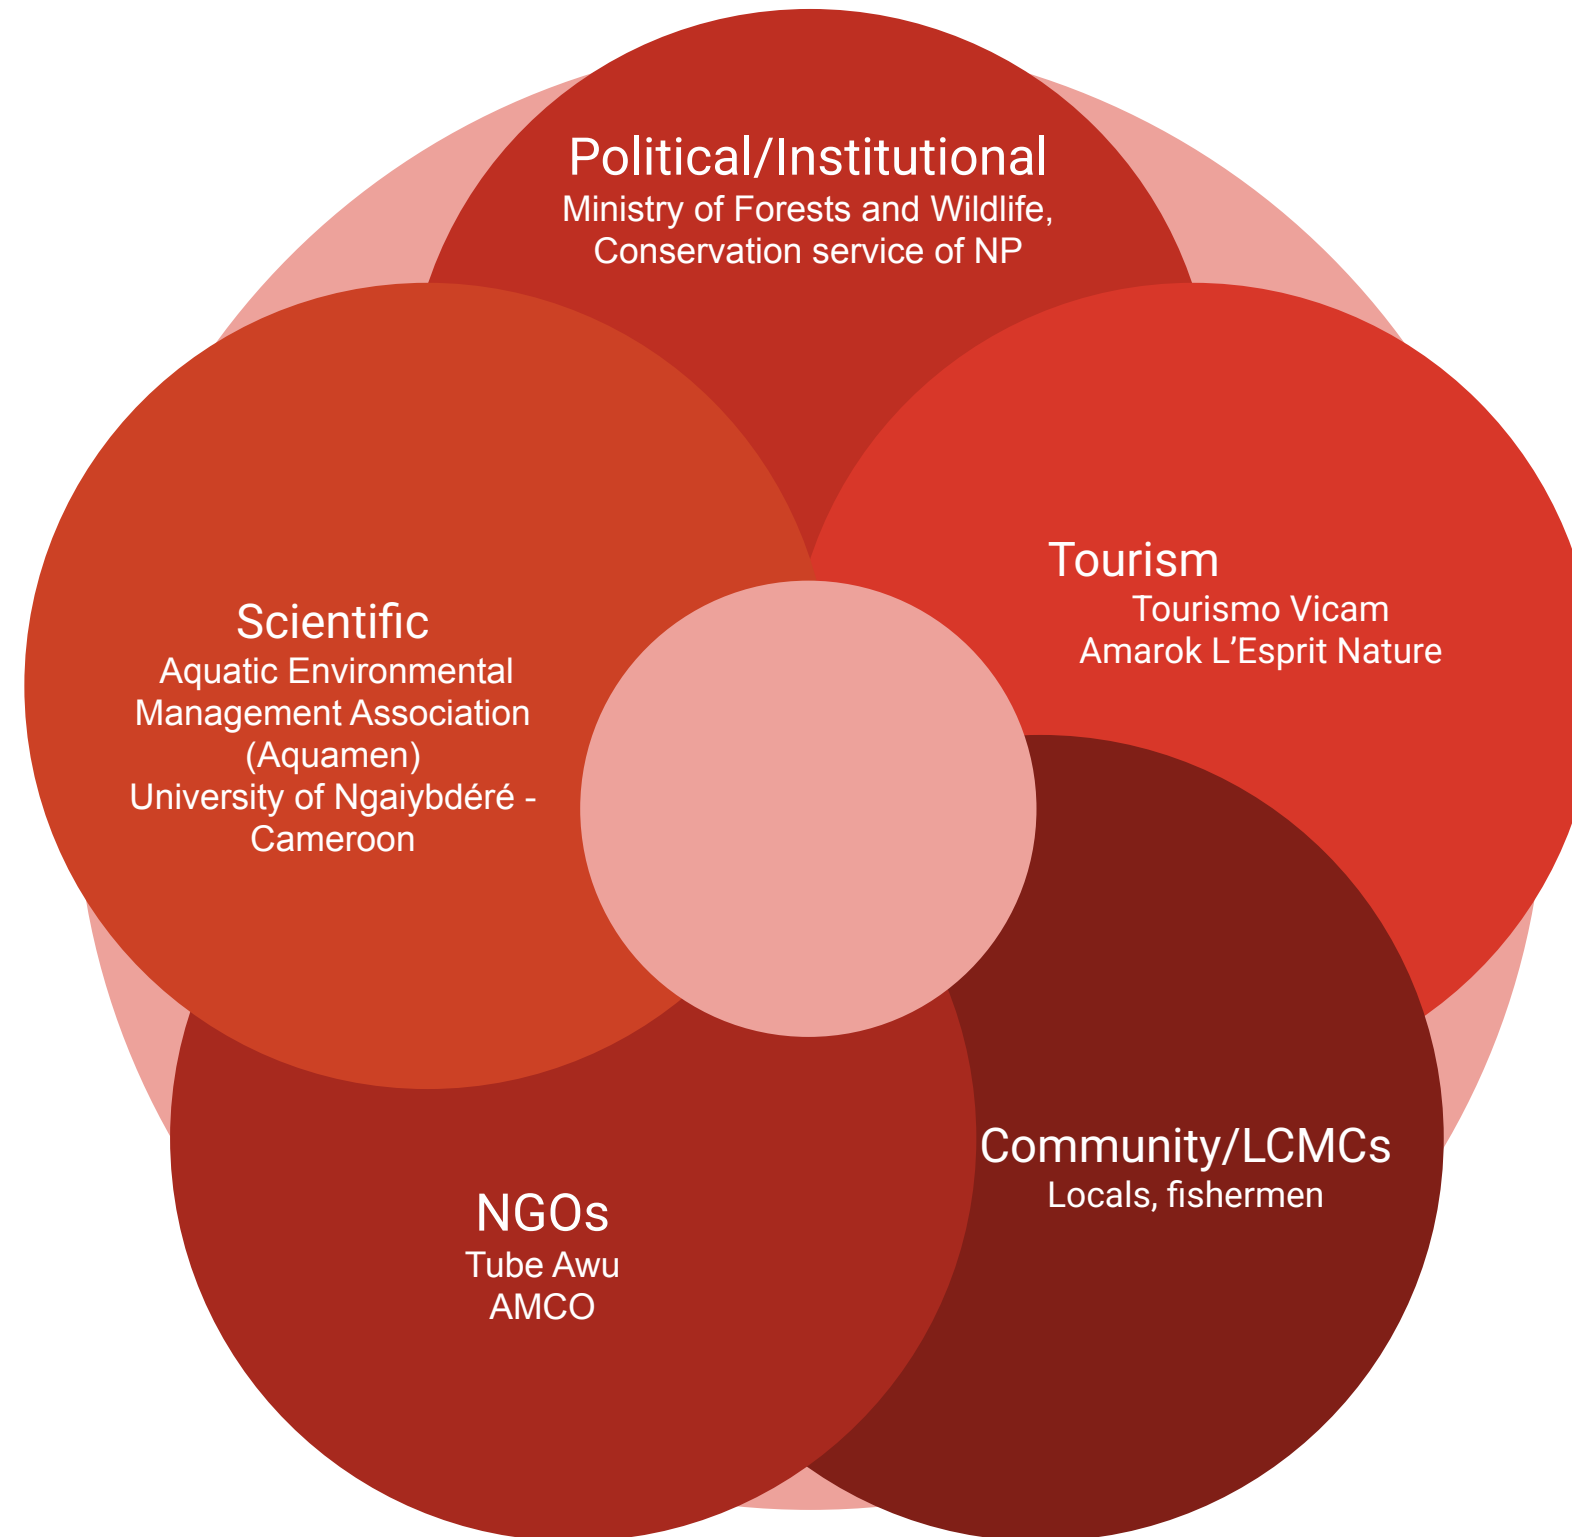 Political/Institutional
Ministry of Forests and Wildlife,
Conservation service of NP
Tourism
Tourismo Vicam
Amarok L’Esprit Nature
Scientific
Aquatic Environmental
Management Association
(Aquamen)
University of Ngaiybdéré -
Cameroon
Community/LCMCs
Locals, fishermen
NGOs
Tube Awu
AMCO